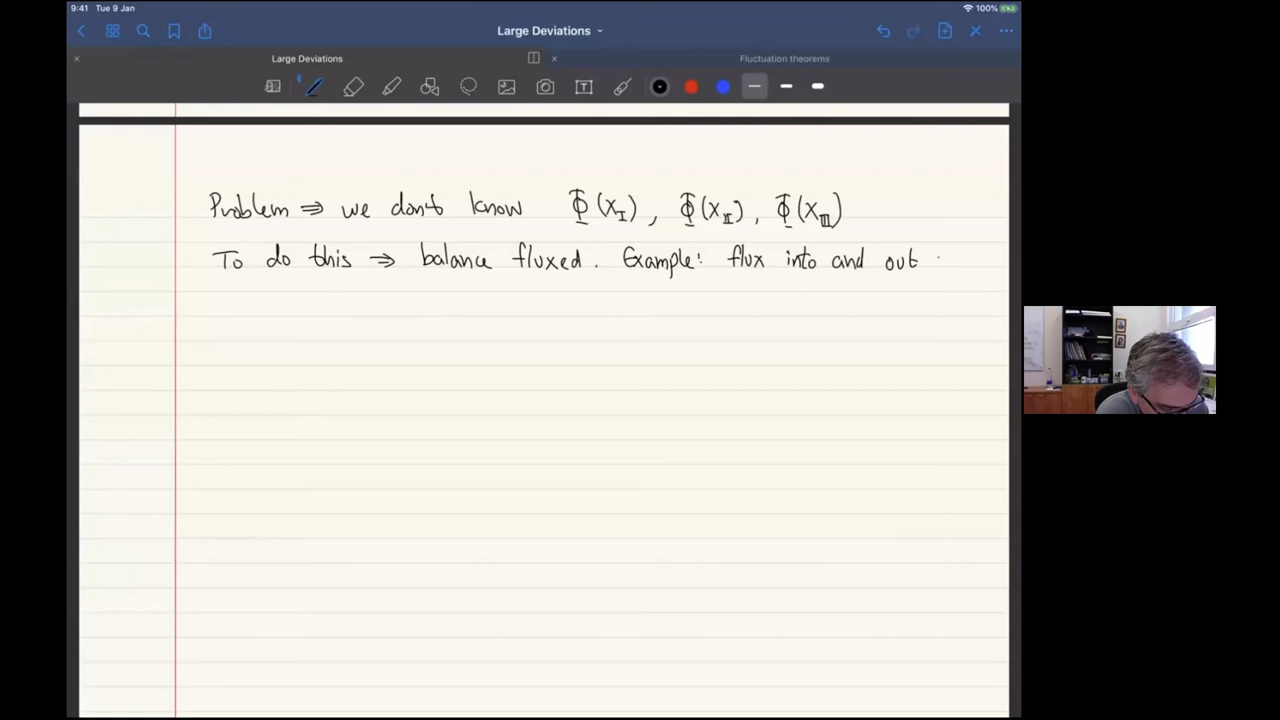 9:41 Tue 9 Jan
100%
Large Deviations
Large Deviations
Fluctuation theorems
T
Problem ⇒ we don't know Φ(X_I), Φ(X_II), Φ(X_III)
To do this ⇒ balance fluxed. Example: flux into and out